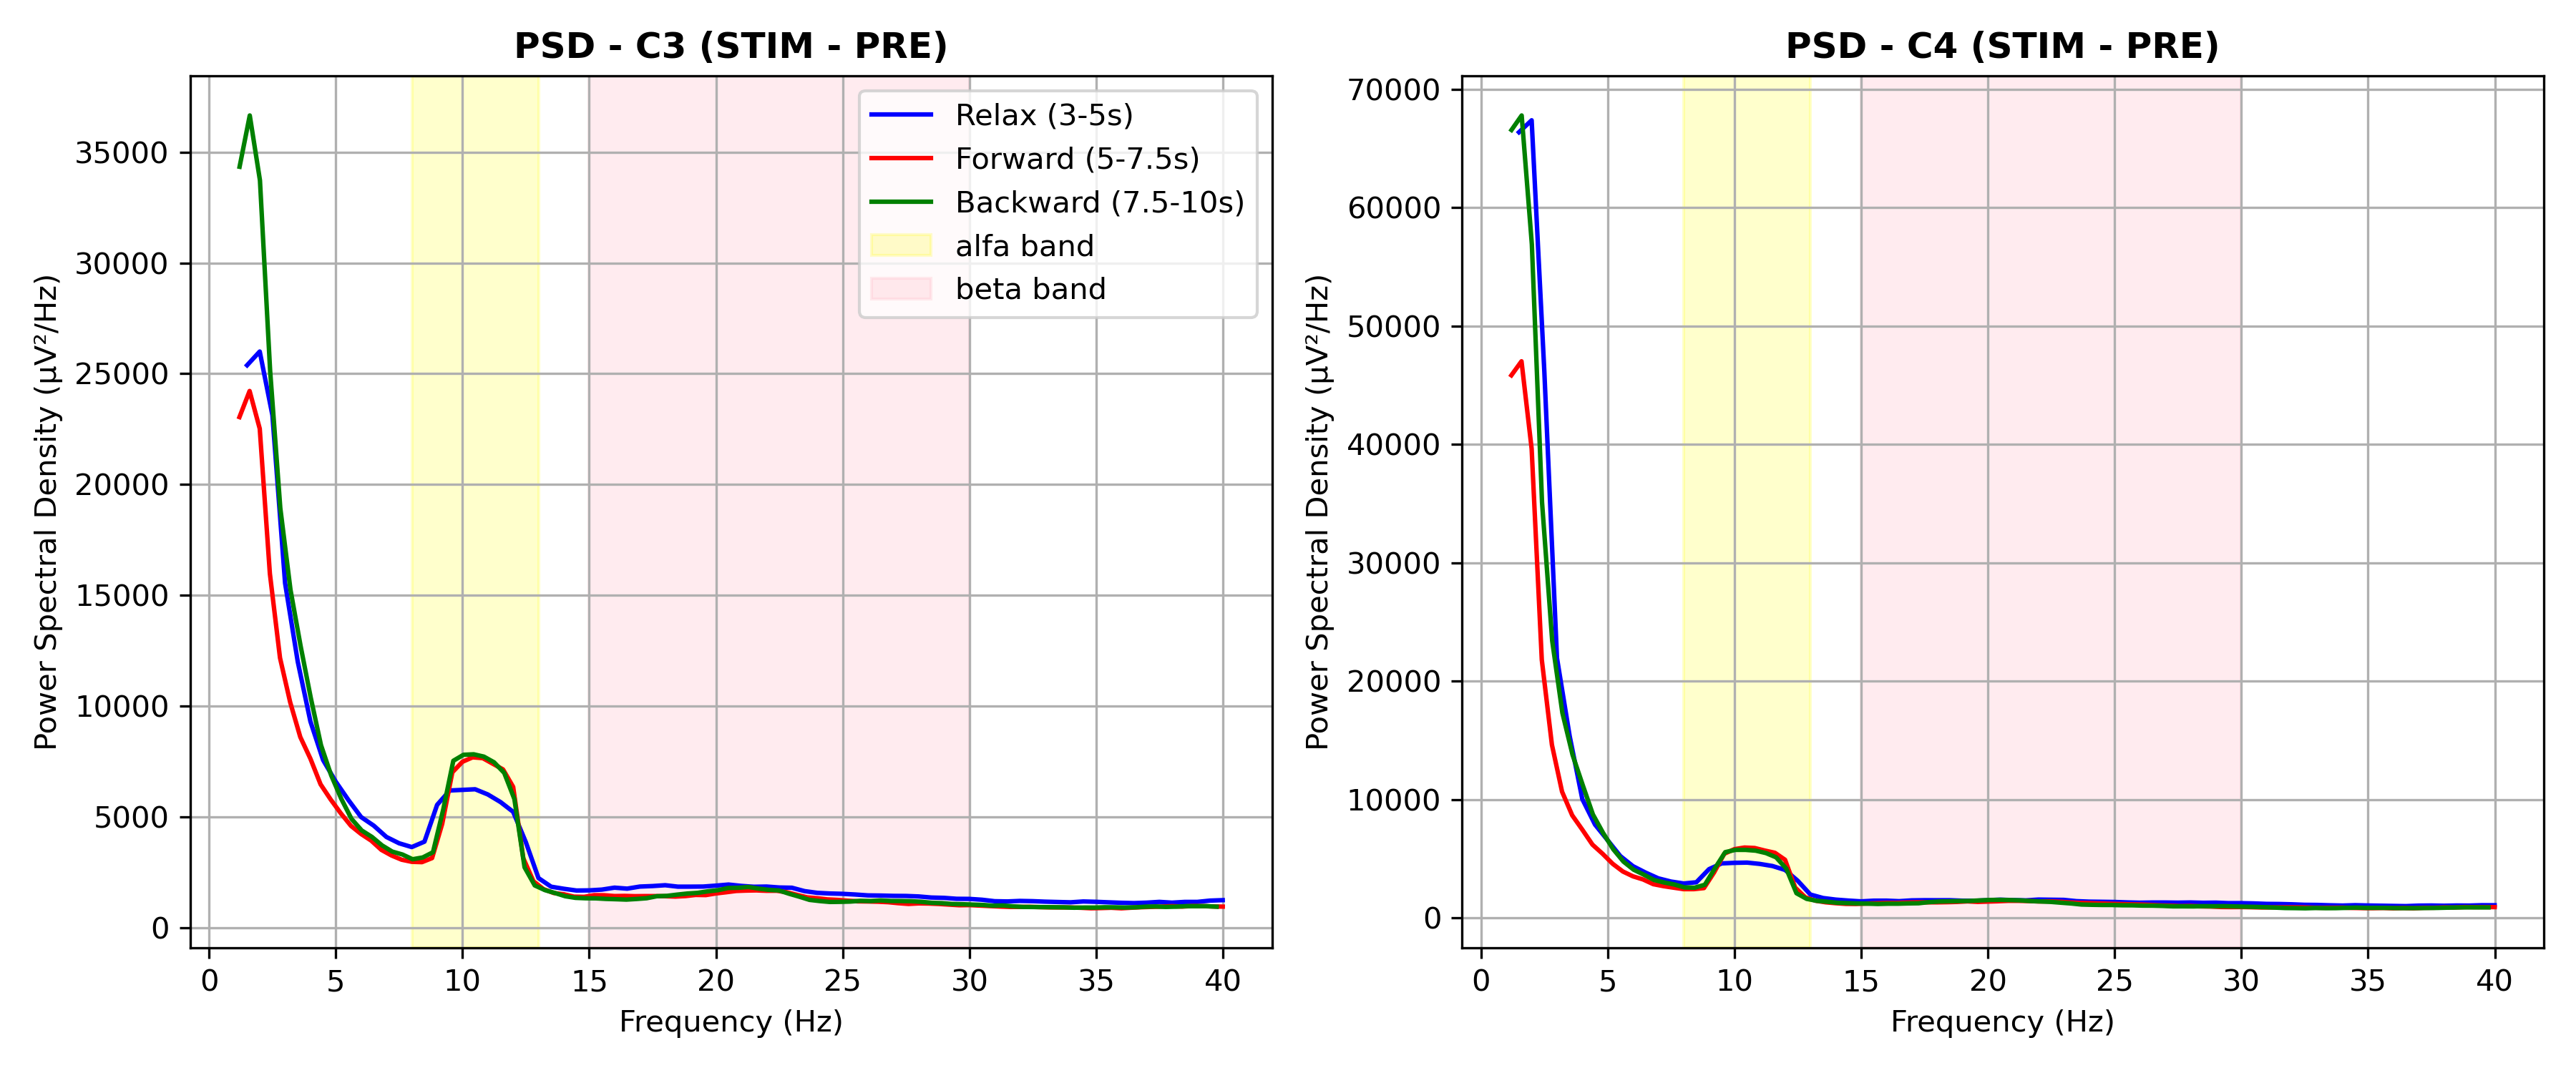 PSD - C3 (STIM - PRE)
Power Spectral Density (μV²/Hz)
35000
30000
25000
20000
15000
10000
5000
0
Relax (3-5s)
Forward (5-7.5s)
Backward (7.5-10s)
alfa band
beta band
0 5 10 15 20 25 30 35 40
Frequency (Hz)
PSD - C4 (STIM - PRE)
Power Spectral Density (μV²/Hz)
70000
60000
50000
40000
30000
20000
10000
0
0 5 10 15 20 25 30 35 40
Frequency (Hz)